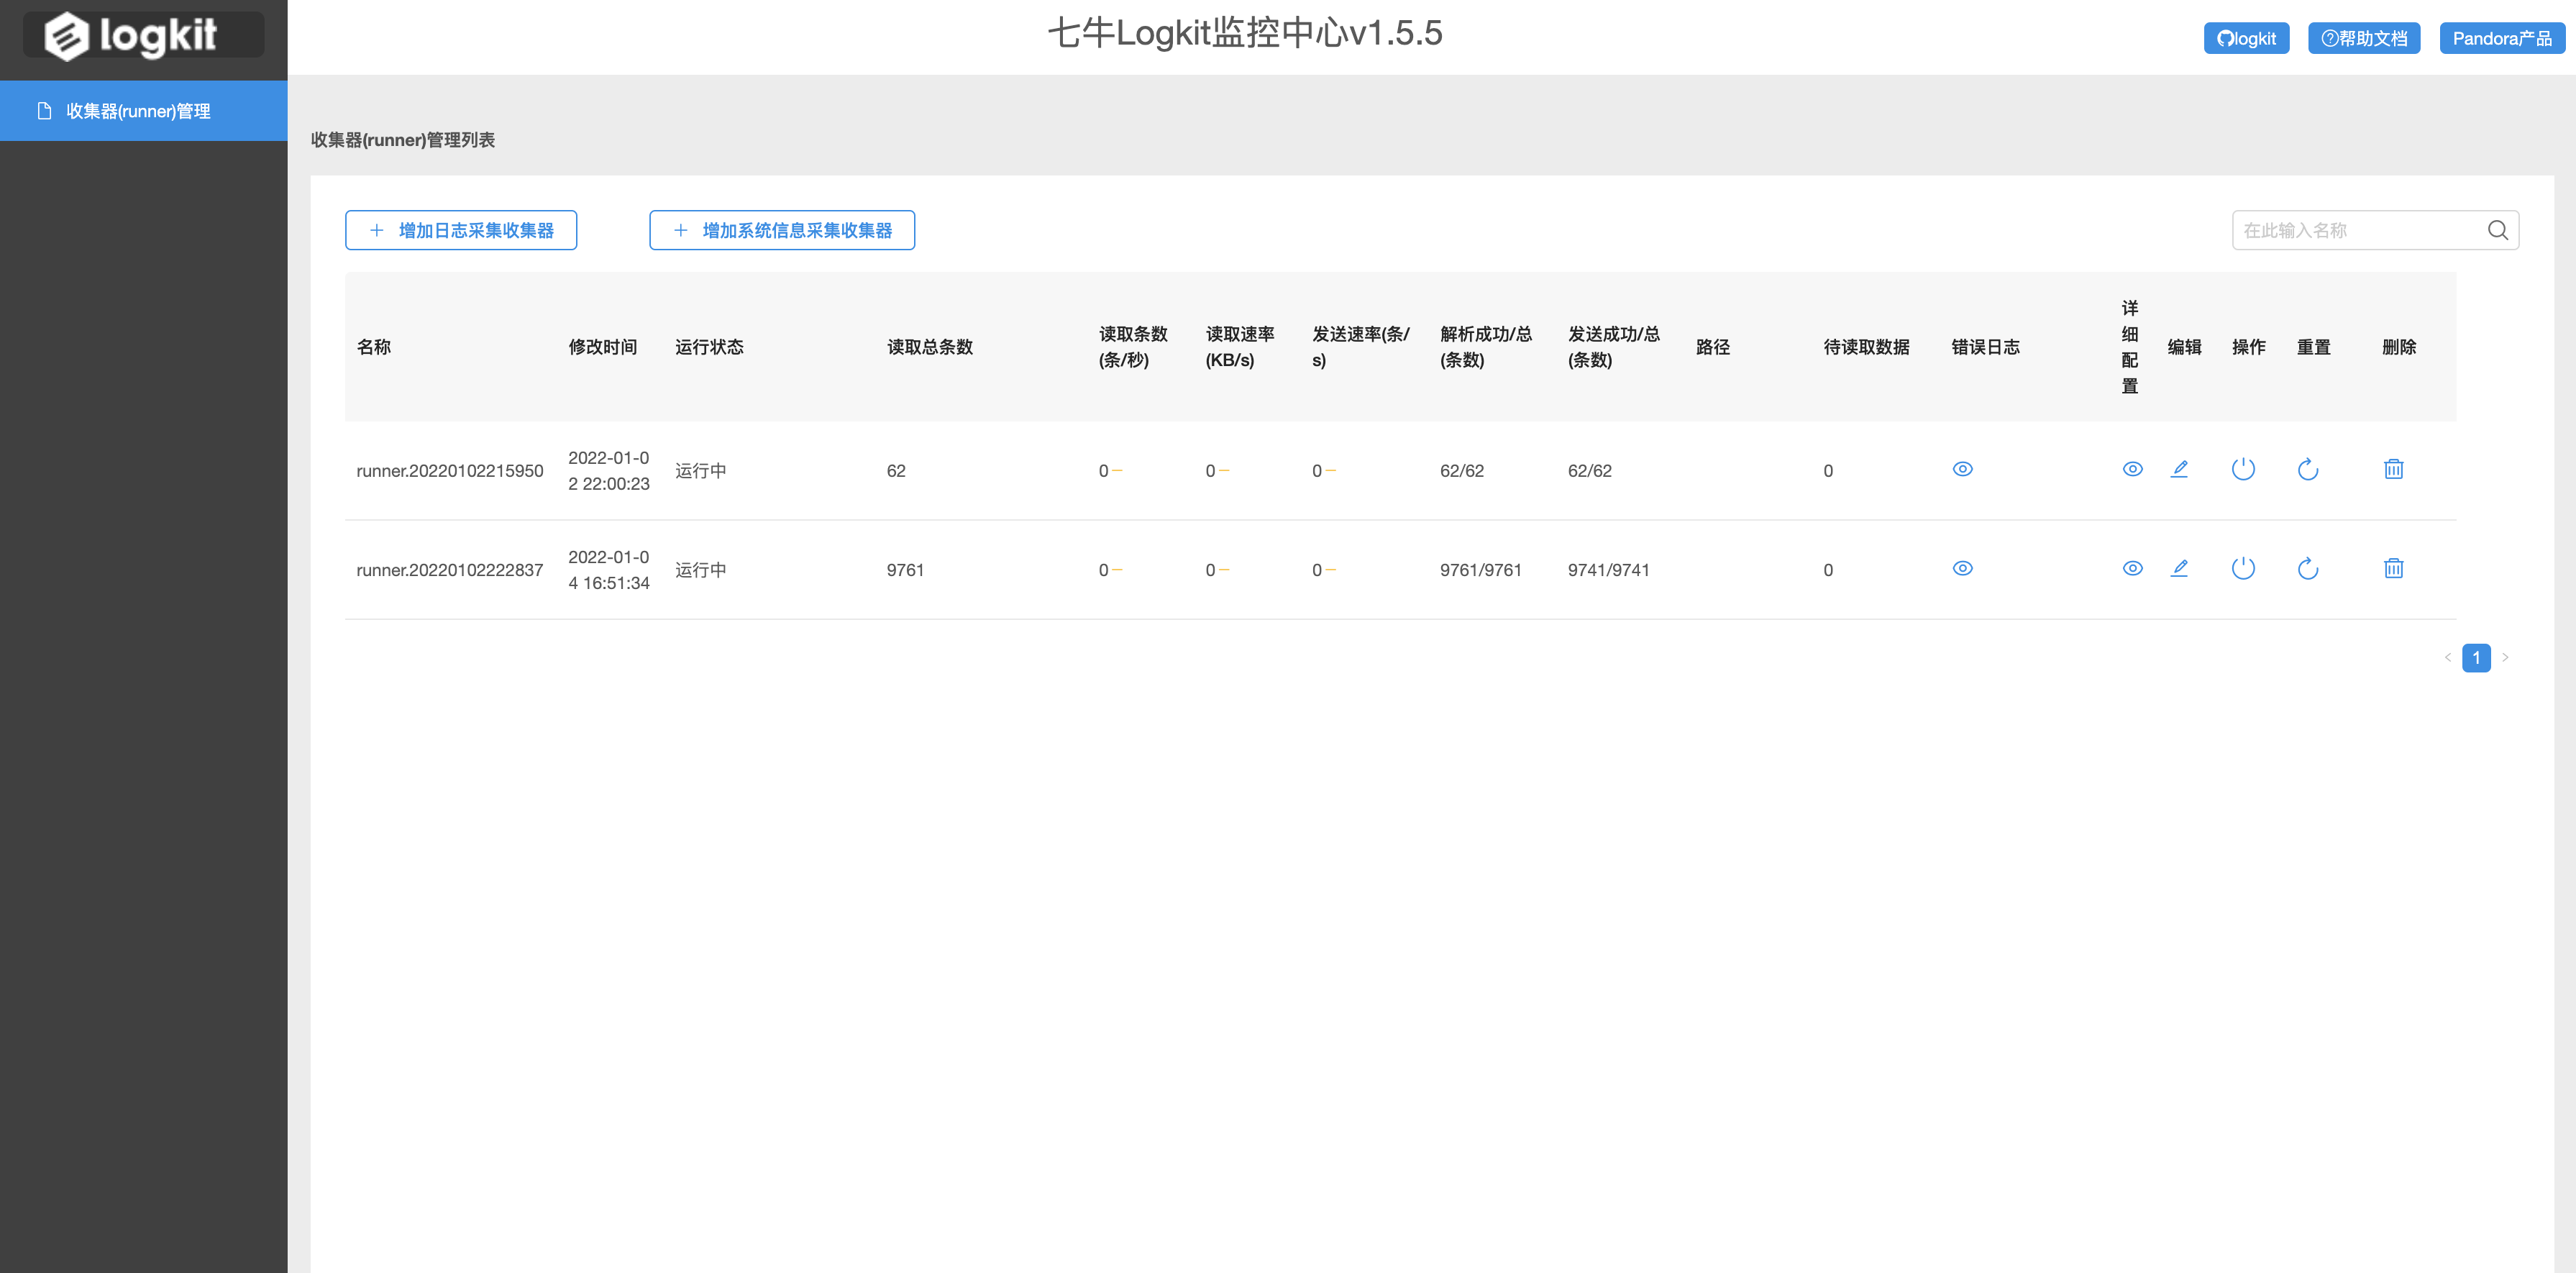 logkit
七牛Logkit监控中心v1.5.5
logkit
帮助文档
Pandora产品
收集器(runner)管理
收集器(runner)管理列表
增加日志采集收集器
增加系统信息采集收集器
在此输入名称
名称
修改时间
运行状态
读取总条数
读取条数
(条/秒)
读取速率
(KB/s)
发送速率(条/
s)
解析成功/总
(条数)
发送成功/总
(条数)
路径
待读取数据
错误日志
详
细
配
置
编辑
操作
重置
删除
runner.20220102215950
2022-01-0
2 22:00:23
运行中
62
0
0
0
62/62
62/62
0
runner.20220102222837
2022-01-0
4 16:51:34
运行中
9761
0
0
0
9761/9761
9741/9741
0
1